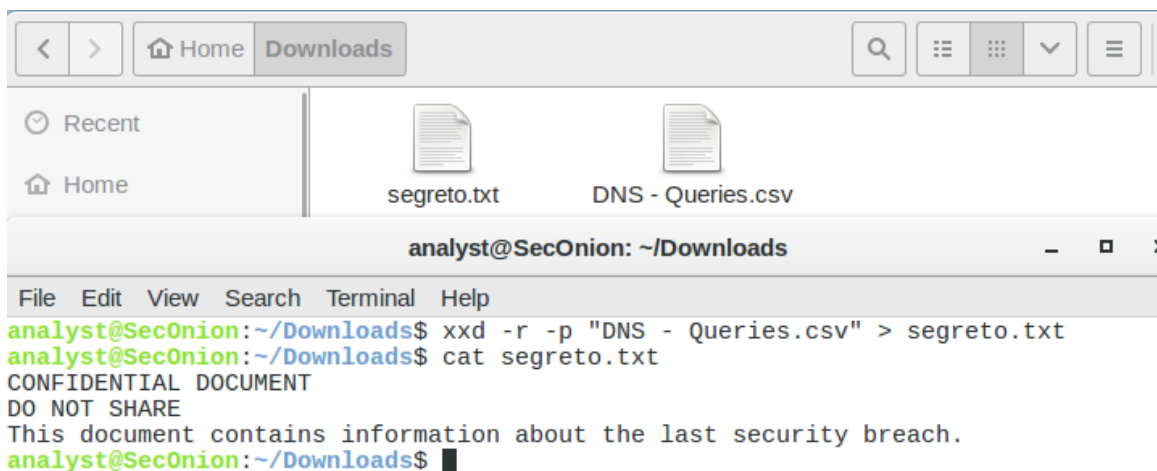 Home Downloads
Recent
Home
segreto.txt DNS - Queries.csv
analyst@SecOnion: ~/Downloads
File Edit View Search Terminal Help
analyst@SecOnion:~/Downloads$ xxd -r -p "DNS - Queries.csv" > segreto.txt
analyst@SecOnion:~/Downloads$ cat segreto.txt
CONFIDENTIAL DOCUMENT
DO NOT SHARE
This document contains information about the last security breach.
analyst@SecOnion:~/Downloads$